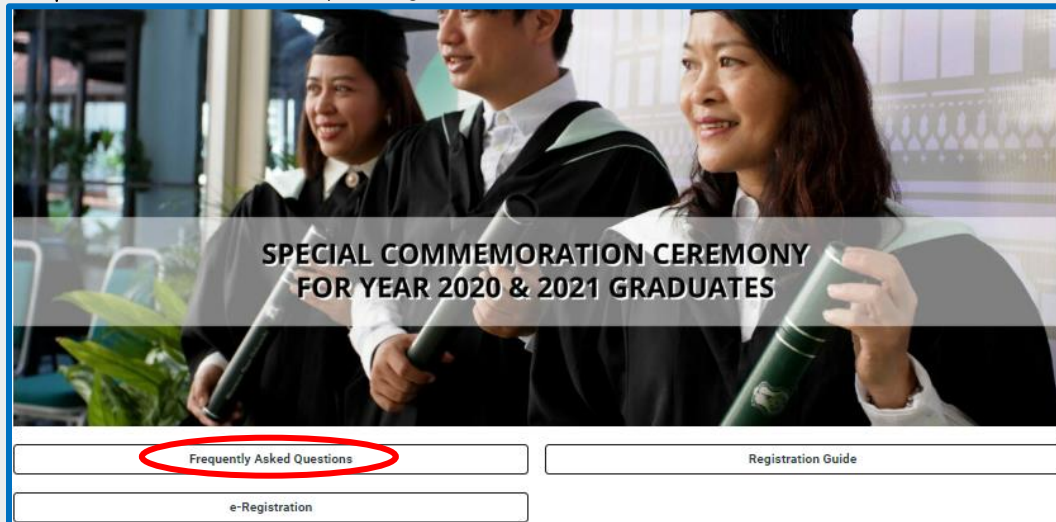 SPECIAL COMMEMORATION CEREMONY
FOR YEAR 2020 & 2021 GRADUATES
Frequently Asked Questions
Registration Guide
e-Registration